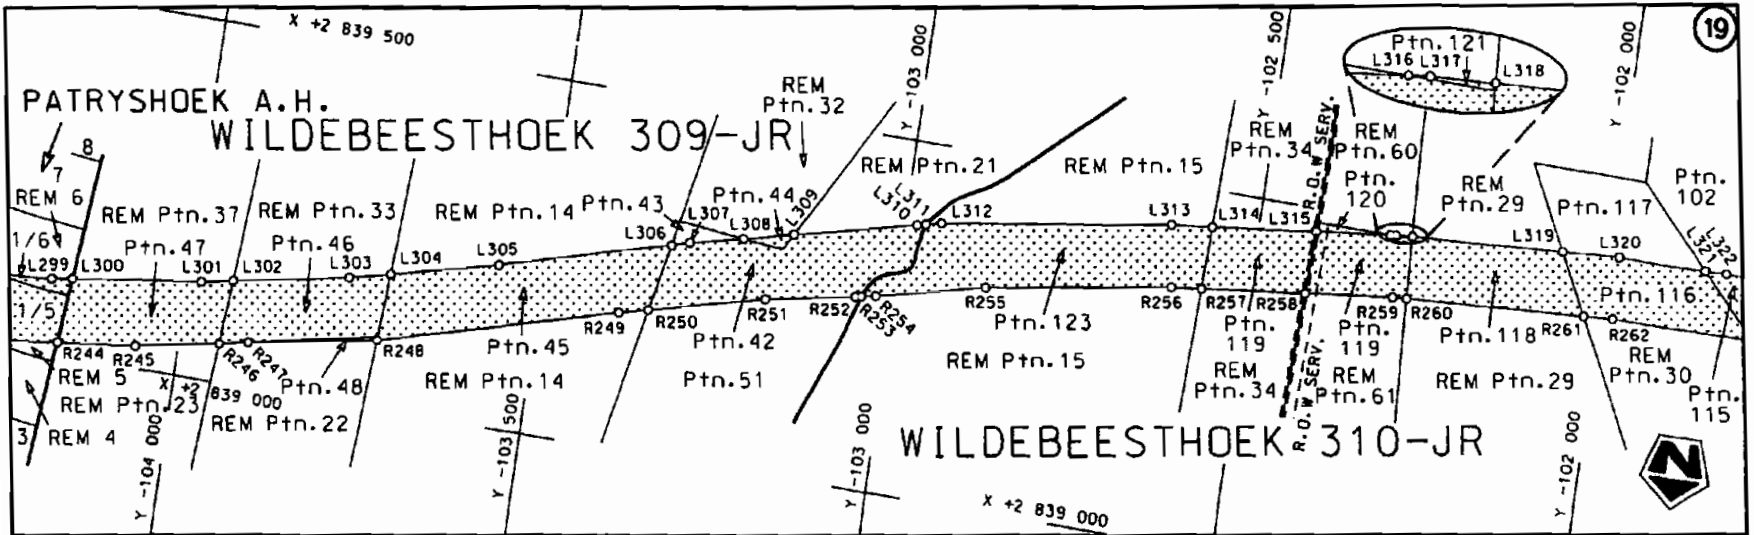 X +2 839 500
Y -103 000
Y -102 500
Y -102 000
19
PATRYSHOEK A.H.
WILDEBEESTHOEK 309-JR
REM
Ptn.32
Ptn.121
L316 L317 L318
8
7
REM 6
REM Ptn.37
REM Ptn.33
REM Ptn.14
Ptn.43
Ptn.44
REM Ptn.21
REM Ptn.15
REM
Ptn.34
R.O.W SERV.
REM
Ptn.60
Ptn.
120
REM
Ptn.29
Ptn.117
Ptn.
102
1/6
Ptn.47
Ptn.46
L299 L300 L301 L302 L303 L304 L305 L306 L307 L308 L309 L310 L311 L312 L313 L314 L315 L319 L320 L321 L322
1/5
Ptn.116
R244 R245 R246 R247 R248 R249 R250 R251 R252 R253 R254 R255 R256 R257 R258 R259 R260 R261 R262
REM 5
REM Ptn.23
REM 4
3
X +2 839 000
Ptn.48
REM Ptn.22
Ptn.45
REM Ptn.14
Ptn.42
Ptn.51
Ptn.123
REM Ptn.15
Ptn.
119
REM
Ptn.34
R.O.W SERV.
Ptn.
119
REM
Ptn.61
Ptn.118
REM Ptn.29
REM
Ptn.30
Ptn.
115
Y -104 000
Y -103 500
Y -103 000
WILDEBEESTHOEK 310-JR
X +2 839 000
Y -102 000
N